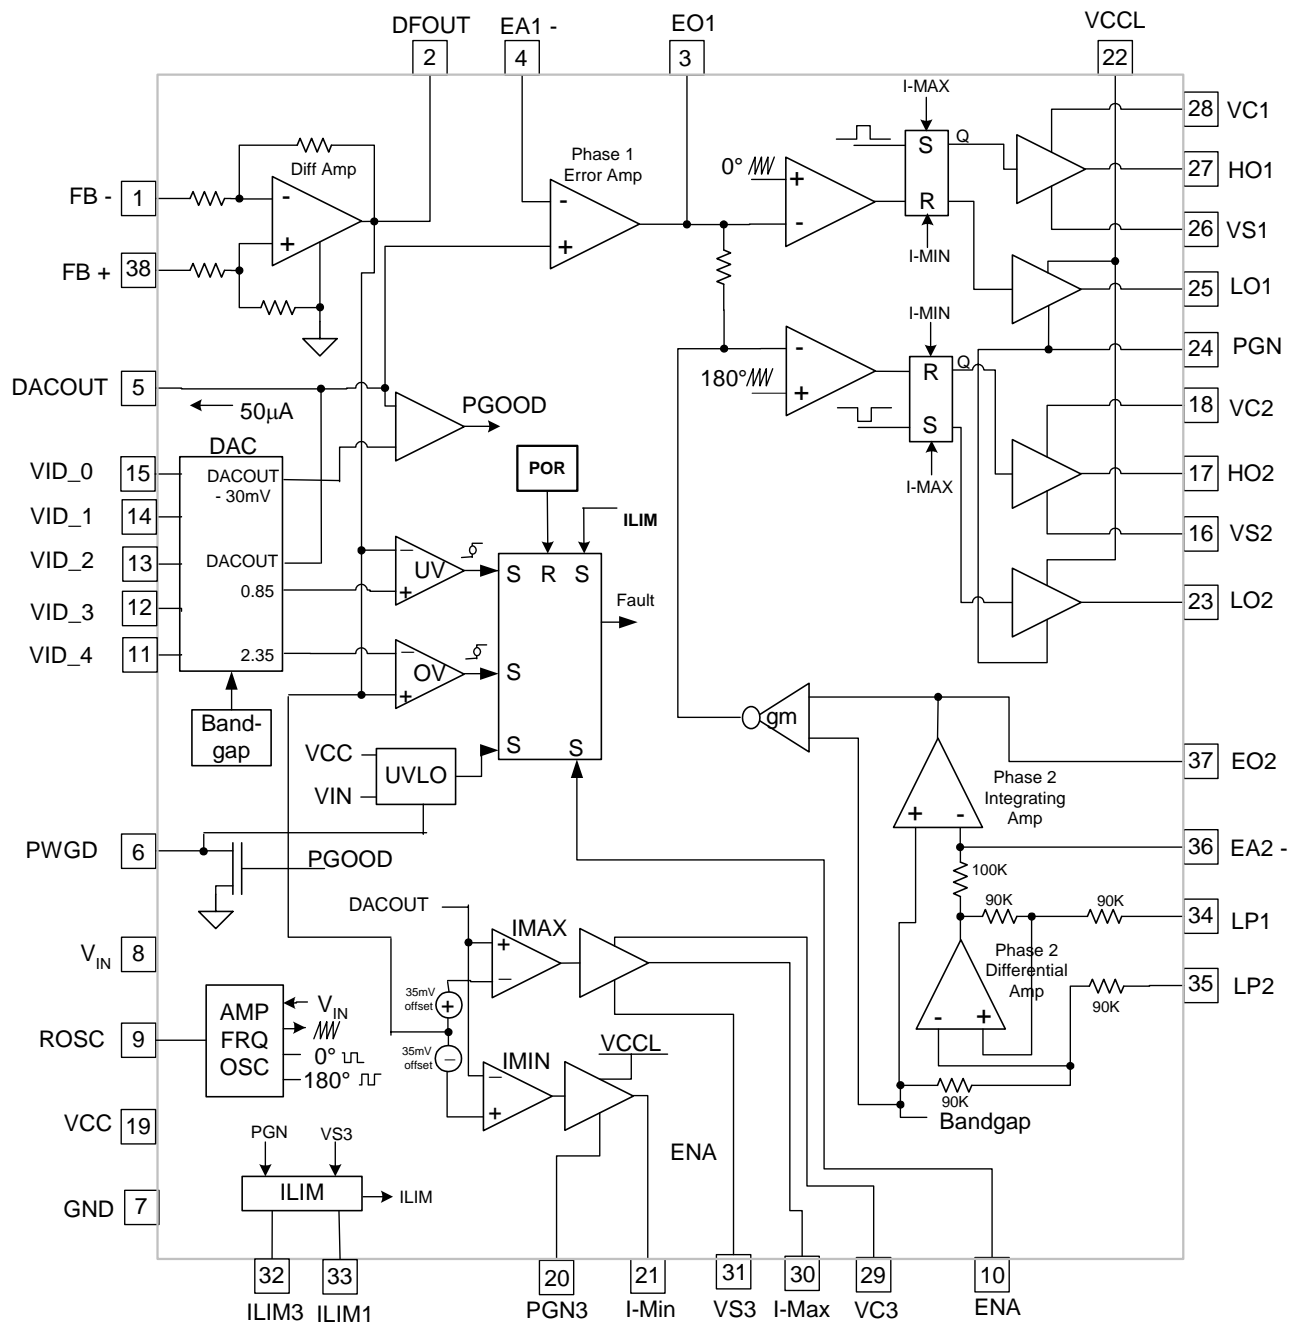 DFOUT
2
EA1 -
4
EO1
3
VCCL
22
I-MAX
28 VC1
S
Q
Diff Amp
Phase 1
Error Amp
0°
+
27 HO1
FB - 1
-
-
-
R
26 VS1
FB + 38
+
+
I-MIN
25 LO1
I-MIN
24 PGN
-
180°
+
R
Q
S
18 VC2
DACOUT 5
50μA
PGOOD
DAC
I-MAX
17 HO2
VID_0 15
DACOUT
- 30mV
POR
VID_1 14
ILIM
16 VS2
VID_2 13
DACOUT
–
UV
+
S R S
0.85
Fault
23 LO2
VID_3 12
VID_4 11
2.35
–
OV
+
S
Band-
gap
gm
VCC
UVLO
VIN
S
S
37 EO2
Phase 2
Integrating
Amp
+ -
PWGD 6
PGOOD
36 EA2 -
100K
DACOUT
90K
90K
34 LP1
IMAX
+
–
Phase 2
Differential
Amp
VIN 8
35mV
offset
+
90K
35 LP2
AMP
FRQ
OSC
VIN
ROSC 9
0°
180°
35mV
offset
–
VCCL
IMIN
–
+
- +
90K
Bandgap
VCC 19
PGN
VS3
ENA
ILIM
ILIM
GND 7
32
ILIM3
33
ILIM1
20
PGN3
21
I-Min
31
VS3
30
I-Max
29
VC3
10
ENA